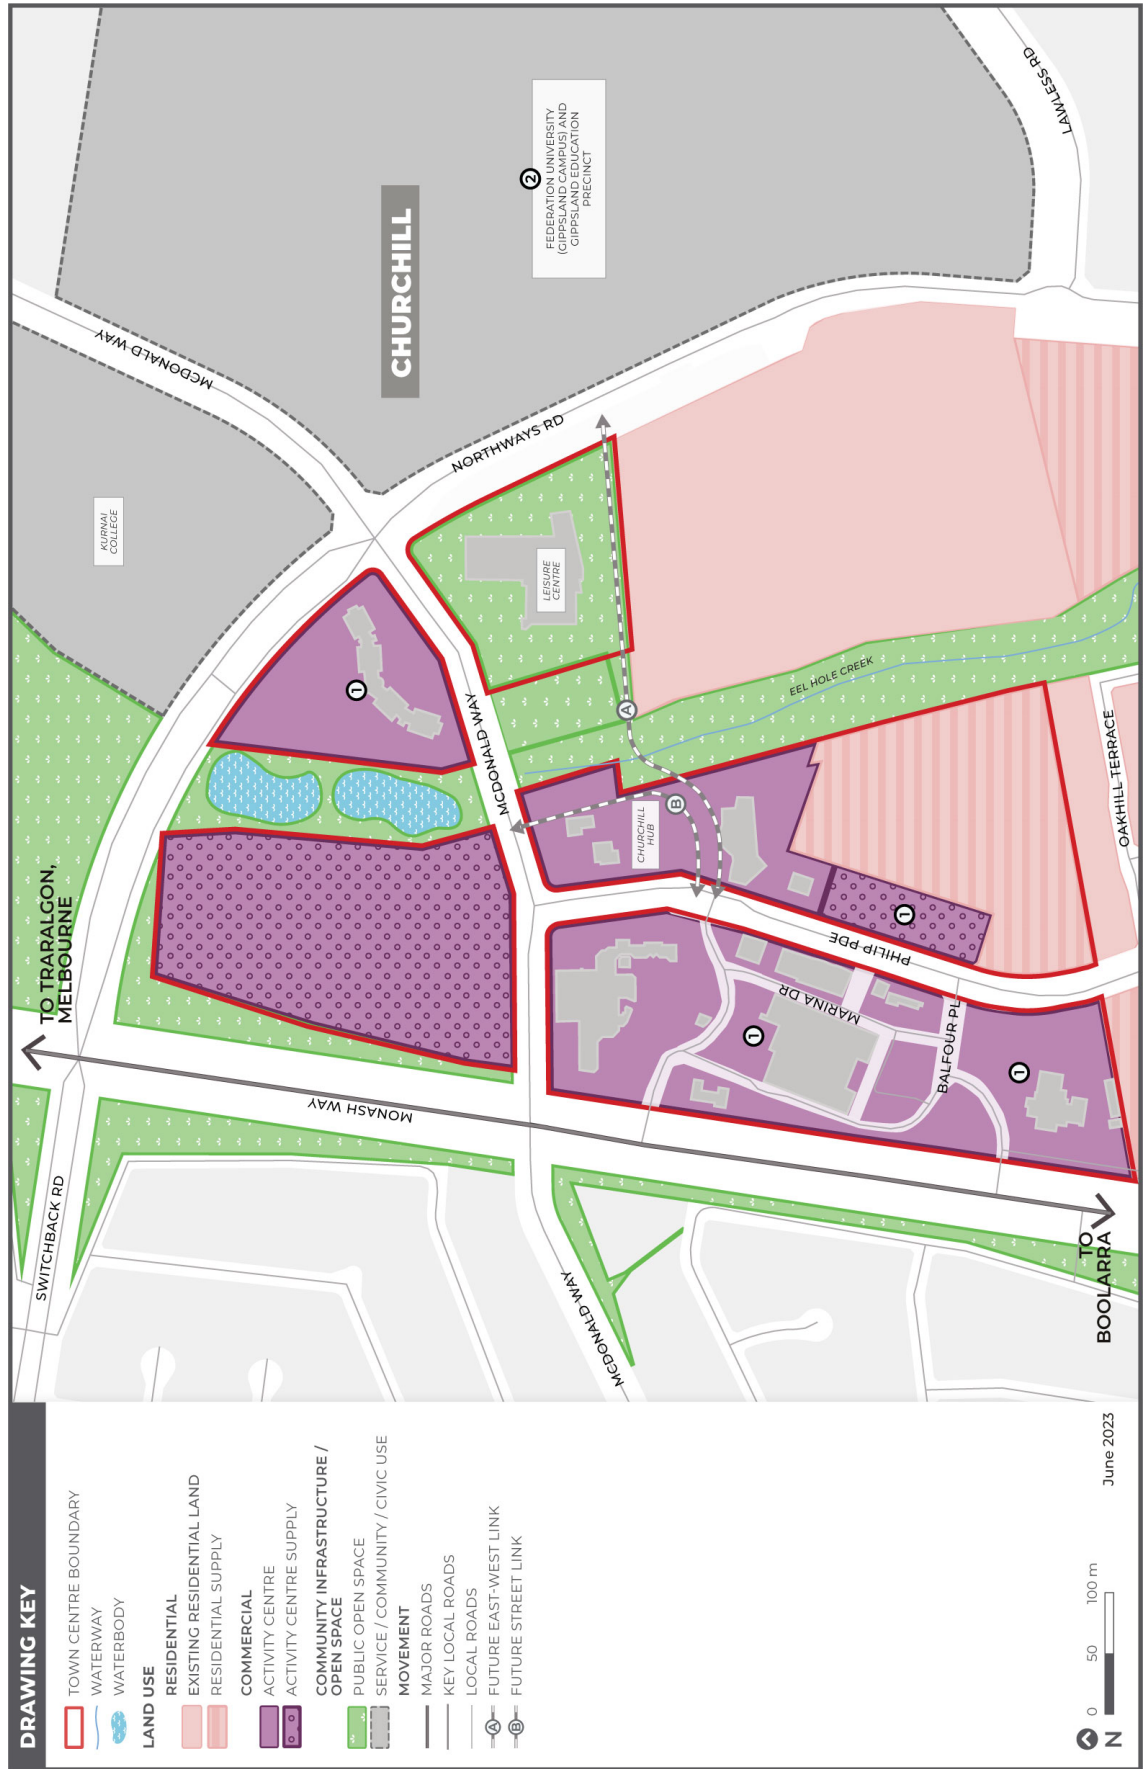 DRAWING KEY
TOWN CENTRE BOUNDARY
WATERWAY
WATERBODY
LAND USE
RESIDENTIAL
EXISTING RESIDENTIAL LAND
RESIDENTIAL SUPPLY
COMMERCIAL
ACTIVITY CENTRE
ACTIVITY CENTRE SUPPLY
COMMUNITY INFRASTRUCTURE /
OPEN SPACE
PUBLIC OPEN SPACE
SERVICE / COMMUNITY / CIVIC USE
MOVEMENT
MAJOR ROADS
KEY LOCAL ROADS
LOCAL ROADS
A FUTURE EAST-WEST LINK
B FUTURE STREET LINK
N
0 50 100 m
June 2023
SWITCHBACK RD
TO TRARALGON,
MELBOURNE
MONASH WAY
MCDONALD WAY
TO
BOOLARRA
KURNAI
COLLEGE
MCDONALD WAY
CHURCHILL
2
FEDERATION UNIVERSITY
(GIPPSLAND CAMPUS) AND
GIPPSLAND EDUCATION
PRECINCT
LAWLESS RD
NORTHWAYS RD
LEISURE
CENTRE
1
MCDONALD WAY
A
B
EEL HOLE CREEK
CHURCHILL
HUB
1
PHILIP PDE
MARINA DR
1
BALFOUR PL
1
OAKHILL TERRACE